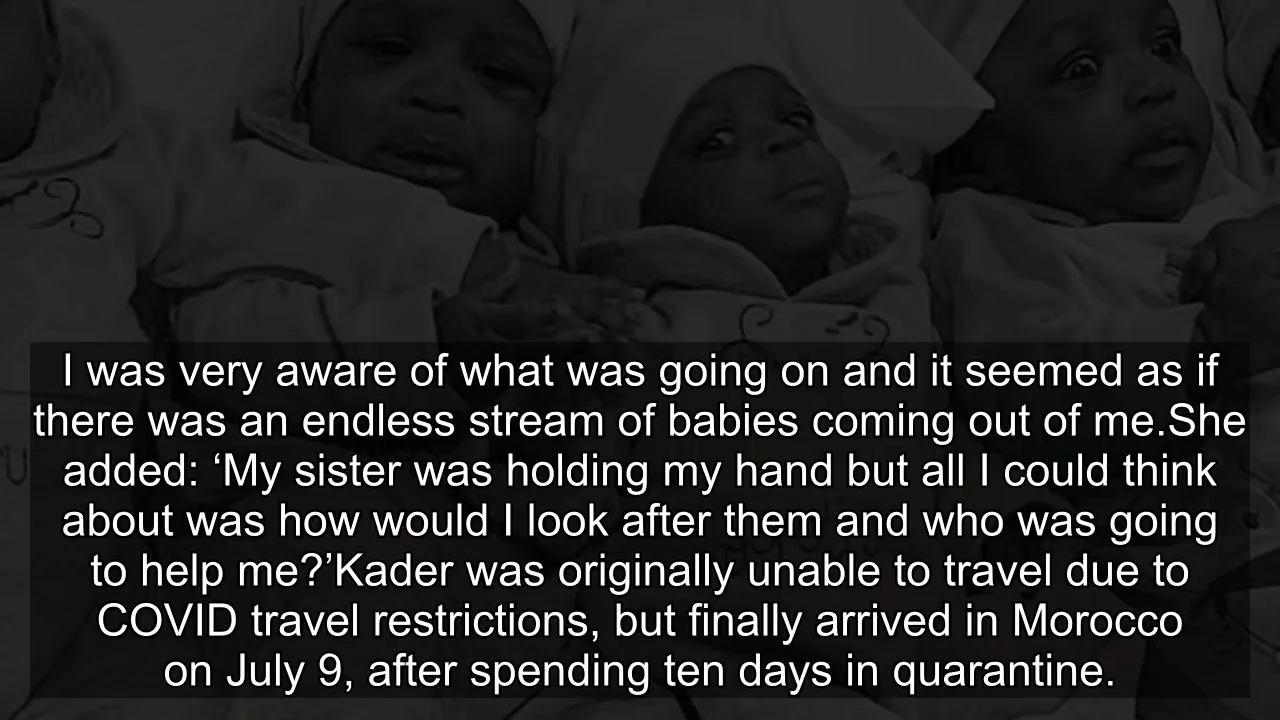 I was very aware of what was going on and it seemed as if
there was an endless stream of babies coming out of me.She
added: ‘My sister was holding my hand but all I could think
about was how would I look after them and who was going
to help me?’Kader was originally unable to travel due to
COVID travel restrictions, but finally arrived in Morocco
on July 9, after spending ten days in quarantine.